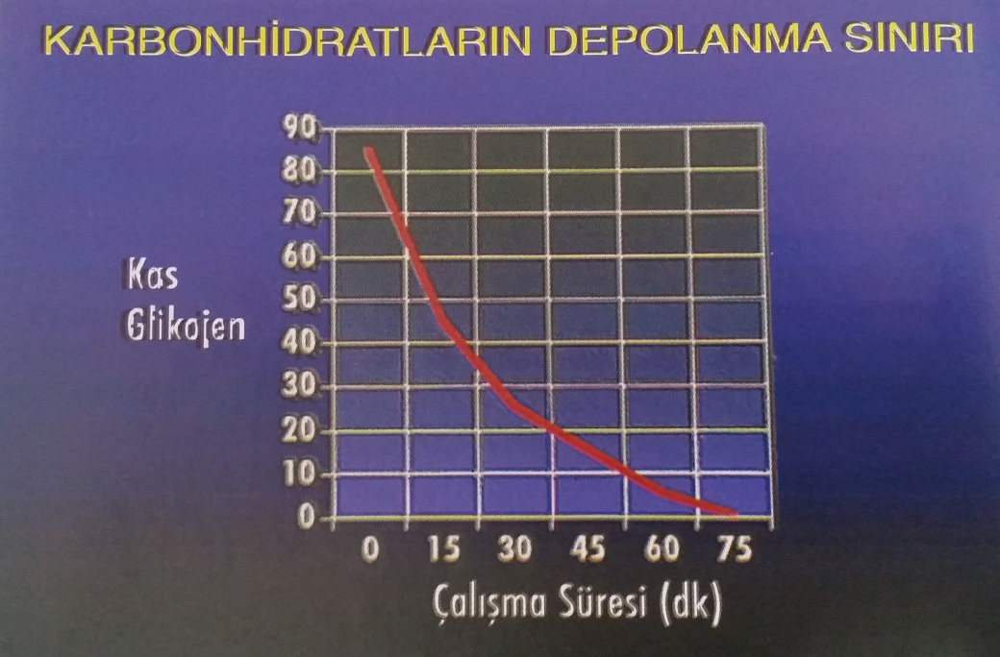 KARBONHİDRATLARIN DEPOLANMA SINIRI
90
80
70
60
50
40
30
20
10
0
Kas
Glikojen
0 15 30 45 60 75
Çalışma Süresi (dk)